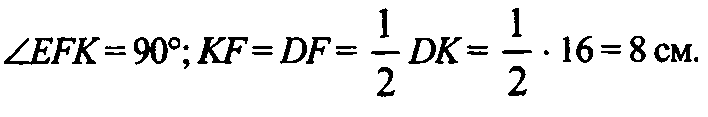 ∠EFK = 90°; KF = DF = 1/2 DK = 1/2 · 16 = 8 см.